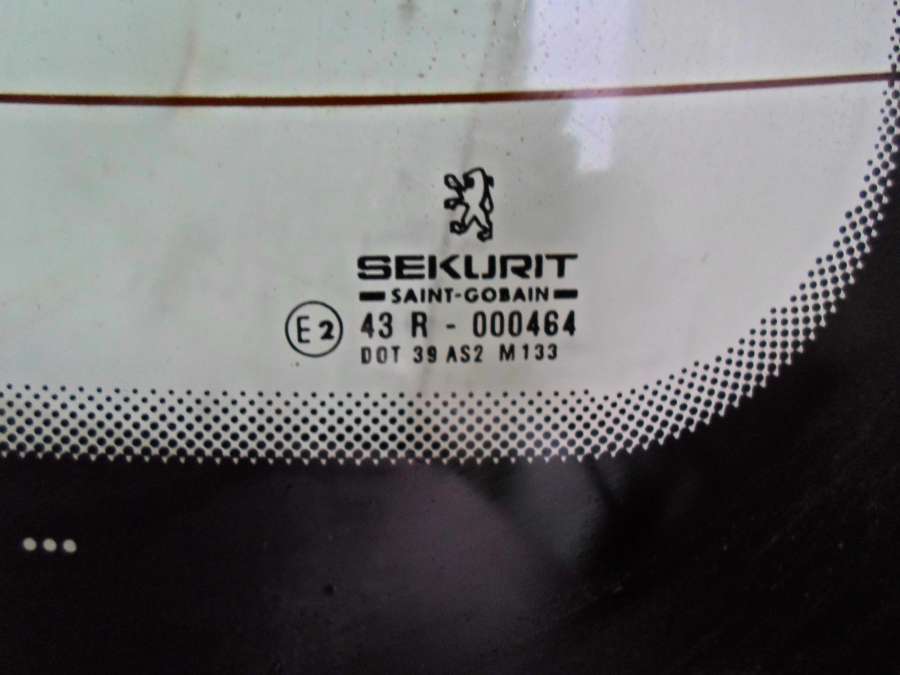 SEKURIT
SAINT-GOBAIN
E2 43 R - 000464
DOT 39 AS2 M133